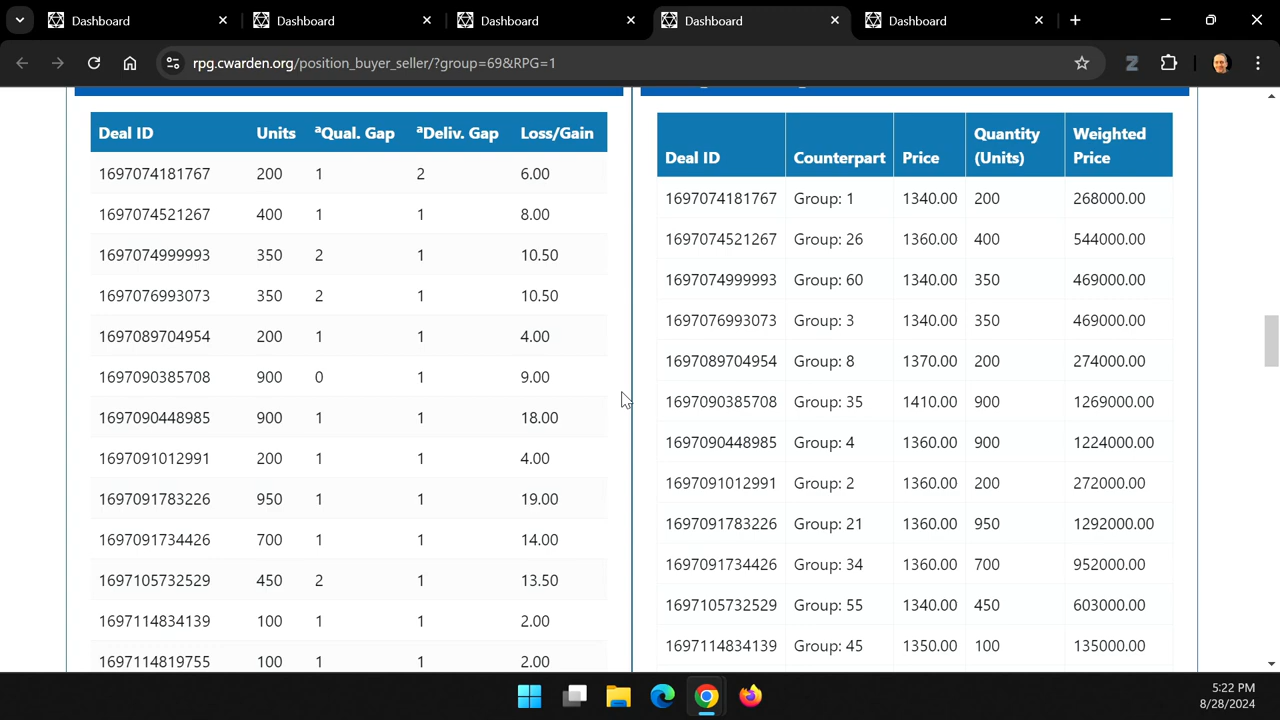 Dashboard Dashboard Dashboard Dashboard Dashboard
rpg.cwarden.org/position_buyer_seller/?group=69&RPG=1
Deal ID Units ªQual. Gap ªDeliv. Gap Loss/Gain
1697074181767 200 1 2 6.00
1697074521267 400 1 1 8.00
1697074999993 350 2 1 10.50
1697076993073 350 2 1 10.50
1697089704954 200 1 1 4.00
1697090385708 900 0 1 9.00
1697090448985 900 1 1 18.00
1697091012991 200 1 1 4.00
1697091783226 950 1 1 19.00
1697091734426 700 1 1 14.00
1697105732529 450 2 1 13.50
1697114834139 100 1 1 2.00
1697114819755 100 1 1 2.00
Deal ID Counterpart Price Quantity (Units) Weighted Price
1697074181767 Group: 1 1340.00 200 268000.00
1697074521267 Group: 26 1360.00 400 544000.00
1697074999993 Group: 60 1340.00 350 469000.00
1697076993073 Group: 3 1340.00 350 469000.00
1697089704954 Group: 8 1370.00 200 274000.00
1697090385708 Group: 35 1410.00 900 1269000.00
1697090448985 Group: 4 1360.00 900 1224000.00
1697091012991 Group: 2 1360.00 200 272000.00
1697091783226 Group: 21 1360.00 950 1292000.00
1697091734426 Group: 34 1360.00 700 952000.00
1697105732529 Group: 55 1340.00 450 603000.00
1697114834139 Group: 45 1350.00 100 135000.00
5:22 PM
8/28/2024